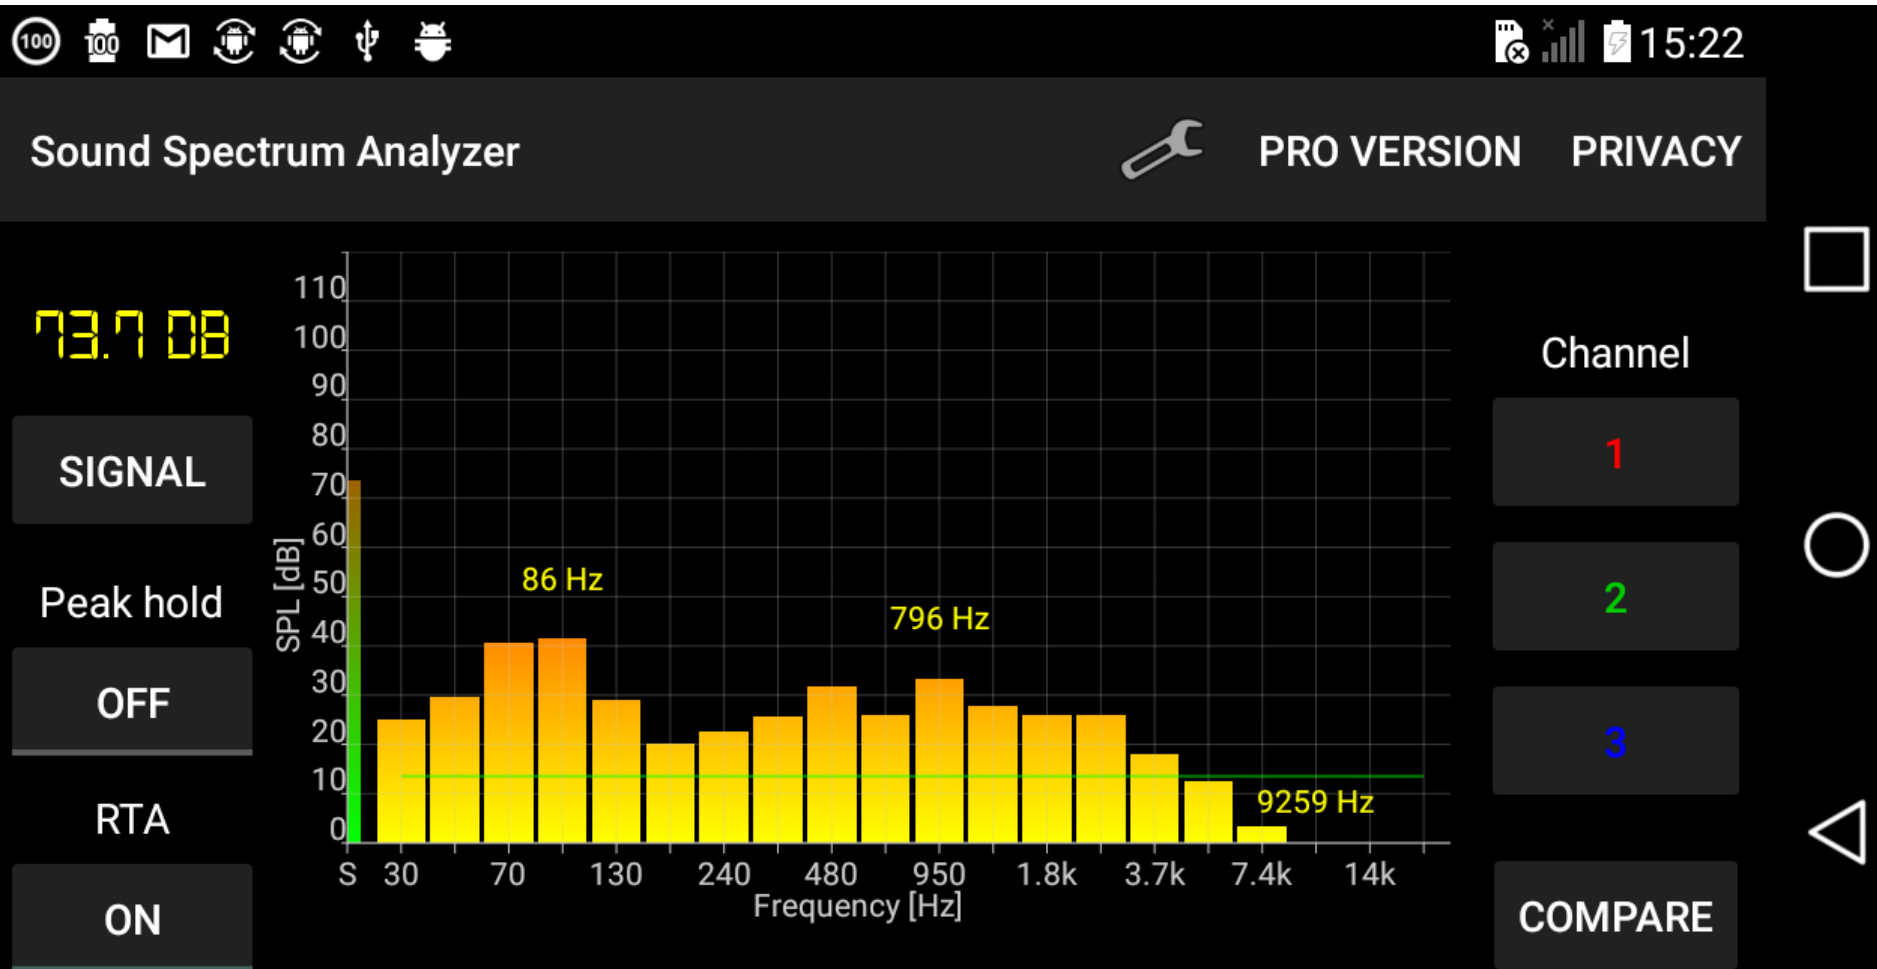 100
100
15:22
Sound Spectrum Analyzer
PRO VERSION
PRIVACY
73.7 DB
SIGNAL
Peak hold
OFF
RTA
ON
SPL [dB]
110
100
90
80
70
60
50
40
30
20
10
0
86 Hz
796 Hz
9259 Hz
S 30 70 130 240 480 950 1.8k 3.7k 7.4k 14k
Frequency [Hz]
Channel
1
2
3
COMPARE